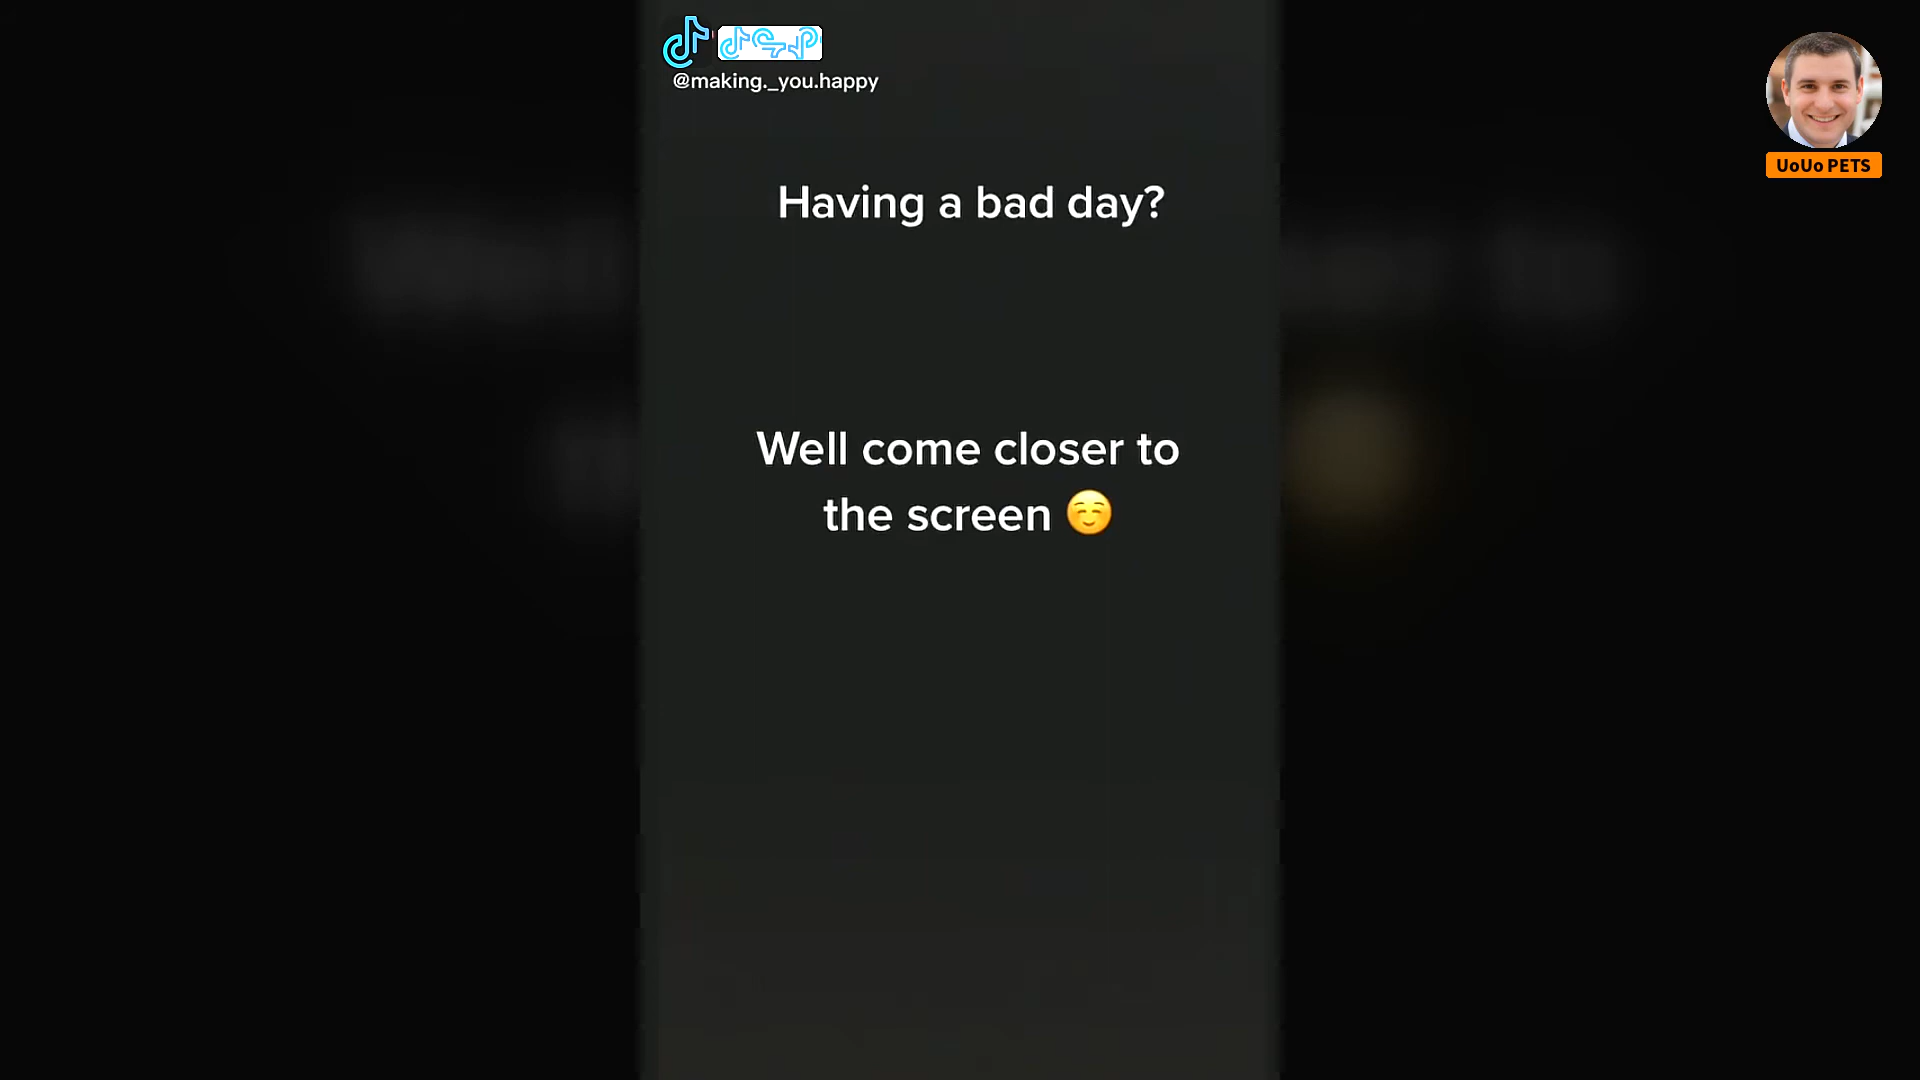 @making._you.happy
UoUo PETS
Having a bad day?
Well come closer to
the screen ☺️